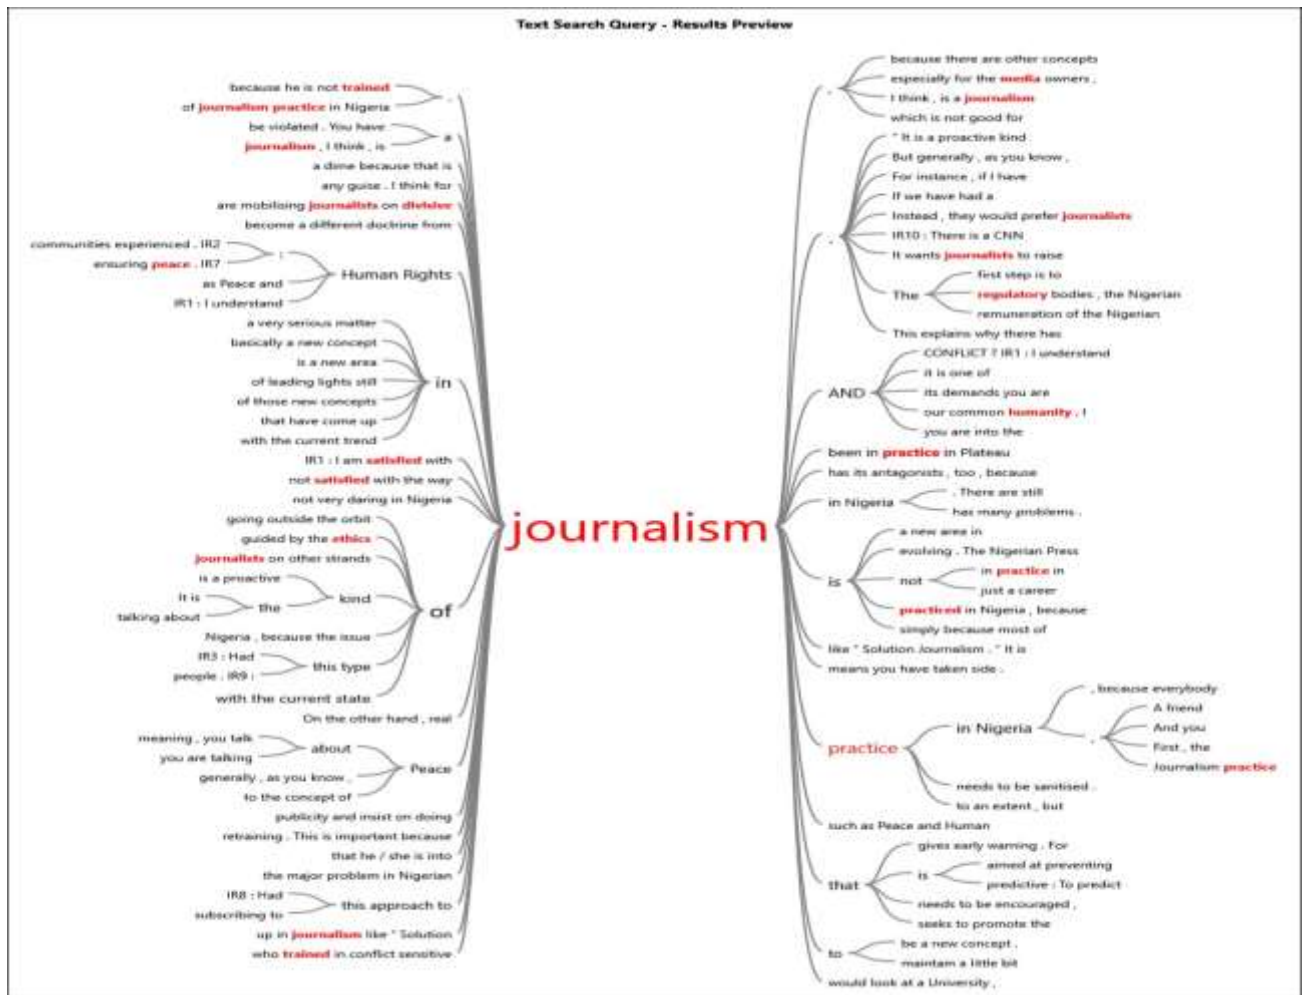 Text Search Query - Results Preview
because he is not trained
of journalism practice in Nigeria
.
be violated . You have
journalism , I think , is
a
a dime because that is
any guise . I think for
are mobilising journalists on divisive
become a different doctrine from
communities experienced . IR2
ensuring peace . IR7
:
as Peace and
IR1 : I understand
Human Rights
a very serious matter
basically a new concept
is a new area
of leading lights still
of those new concepts
that have come up
with the current trend
in
IR1 : I am satisfied with
not satisfied with the way
not very daring in Nigeria
going outside the orbit
guided by the ethics
journalists on other strands
is a proactive
It is
talking about
the
kind
Nigeria , because the issue
IR3 : Had
people . IR9 :
this type
with the current state
of
On the other hand , real
meaning , you talk
you are talking
about
generally , as you know ,
to the concept of
Peace
publicity and insist on doing
retraining . This is important because
that he / she is into
the major problem in Nigerian
IR8 : Had
subscribing to
this approach to
up in journalism like " Solution
who trained in conflict sensitive
journalism
,
because there are other concepts
especially for the media owners ,
I think , is a journalism
which is not good for
.
" It is a proactive kind
But generally , as you know ,
For instance , if I have
If we have had a
Instead , they would prefer journalists
IR10 : There is a CNN
It wants journalists to raise
The
first step is to
regulatory bodies , the Nigerian
remuneration of the Nigerian
This explains why there has
AND
CONFLICT ? IR1 : I understand
it is one of
its demands you are
our common humanity . I
you are into the
been in practice in Plateau
has its antagonists , too , because
in Nigeria
. There are still
has many problems .
is
a new area in
evolving . The Nigerian Press
not
in practice in
just a career
practiced in Nigeria , because
simply because most of
like " Solution Journalism . " It is
means you have taken side .
practice
in Nigeria
, because everybody
.
A friend
And you
First , the
Journalism practice
needs to be sanitised .
to an extent , but
such as Peace and Human
that
gives early warning . For
is
aimed at preventing
predictive : To predict
needs to be encouraged ,
seeks to promote the
to
be a new concept .
maintain a little bit
would look at a University ,